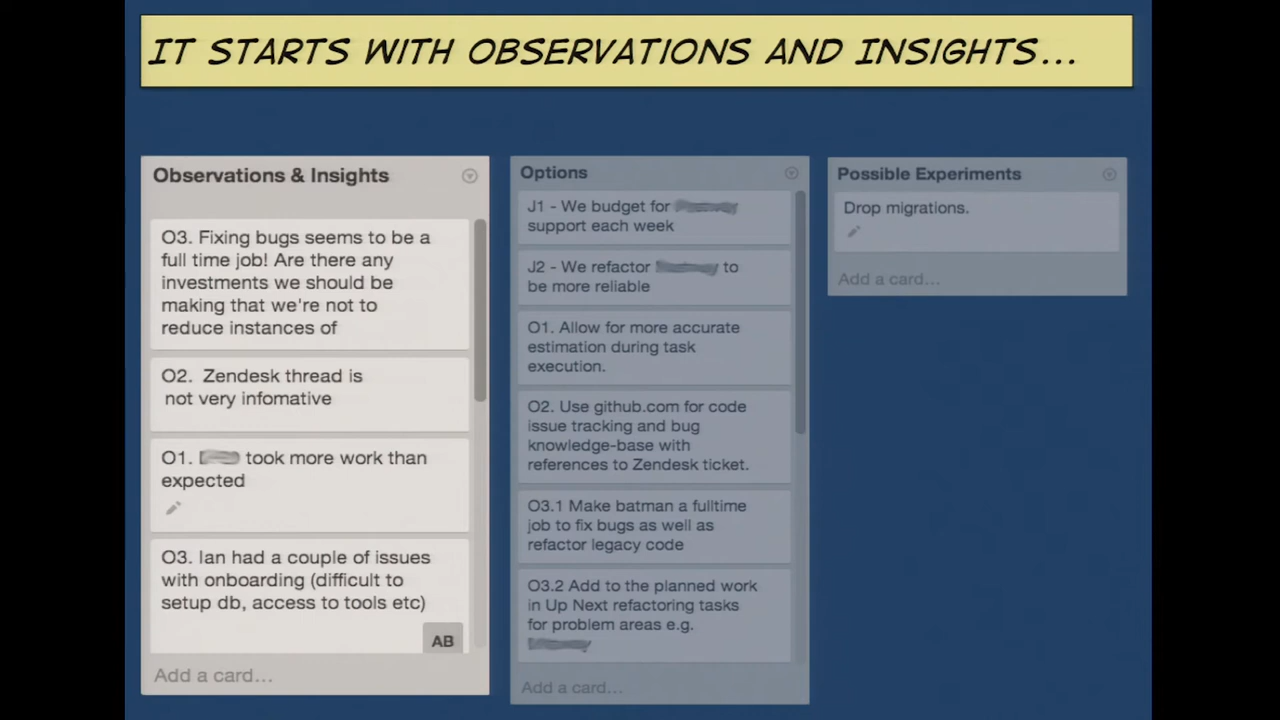 IT STARTS WITH OBSERVATIONS AND INSIGHTS...
Observations & Insights
O3. Fixing bugs seems to be a
full time job! Are there any
investments we should be
making that we're not to
reduce instances of
O2. Zendesk thread is
not very infomative
O1. took more work than
expected
O3. Ian had a couple of issues
with onboarding (difficult to
setup db, access to tools etc)
AB
Add a card...
Options
J1 - We budget for
support each week
J2 - We refactor to
be more reliable
O1. Allow for more accurate
estimation during task
execution.
O2. Use github.com for code
issue tracking and bug
knowledge-base with
references to Zendesk ticket.
O3.1 Make batman a fulltime
job to fix bugs as well as
refactor legacy code
O3.2 Add to the planned work
in Up Next refactoring tasks
for problem areas e.g.
Add a card...
Possible Experiments
Drop migrations.
Add a card...